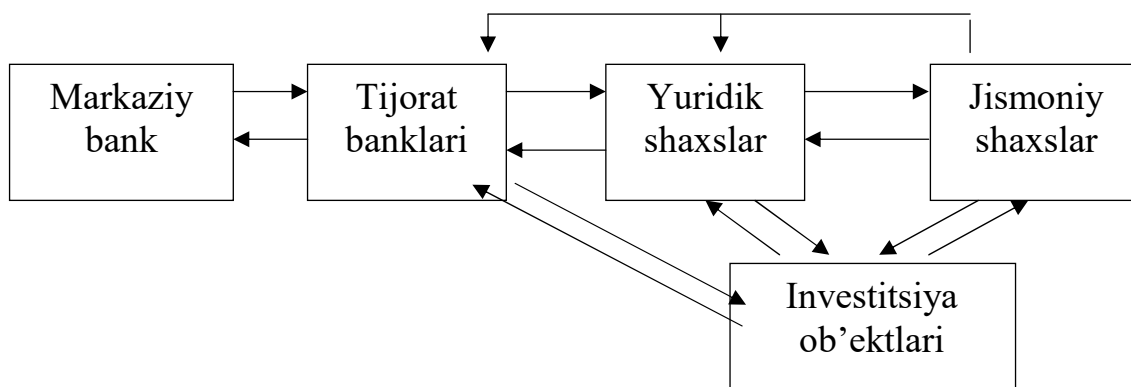 Markaziy
bank
Tijorat
banklari
Yuridik
shaxslar
Jismoniy
shaxslar
Investitsiya
ob’ektlari